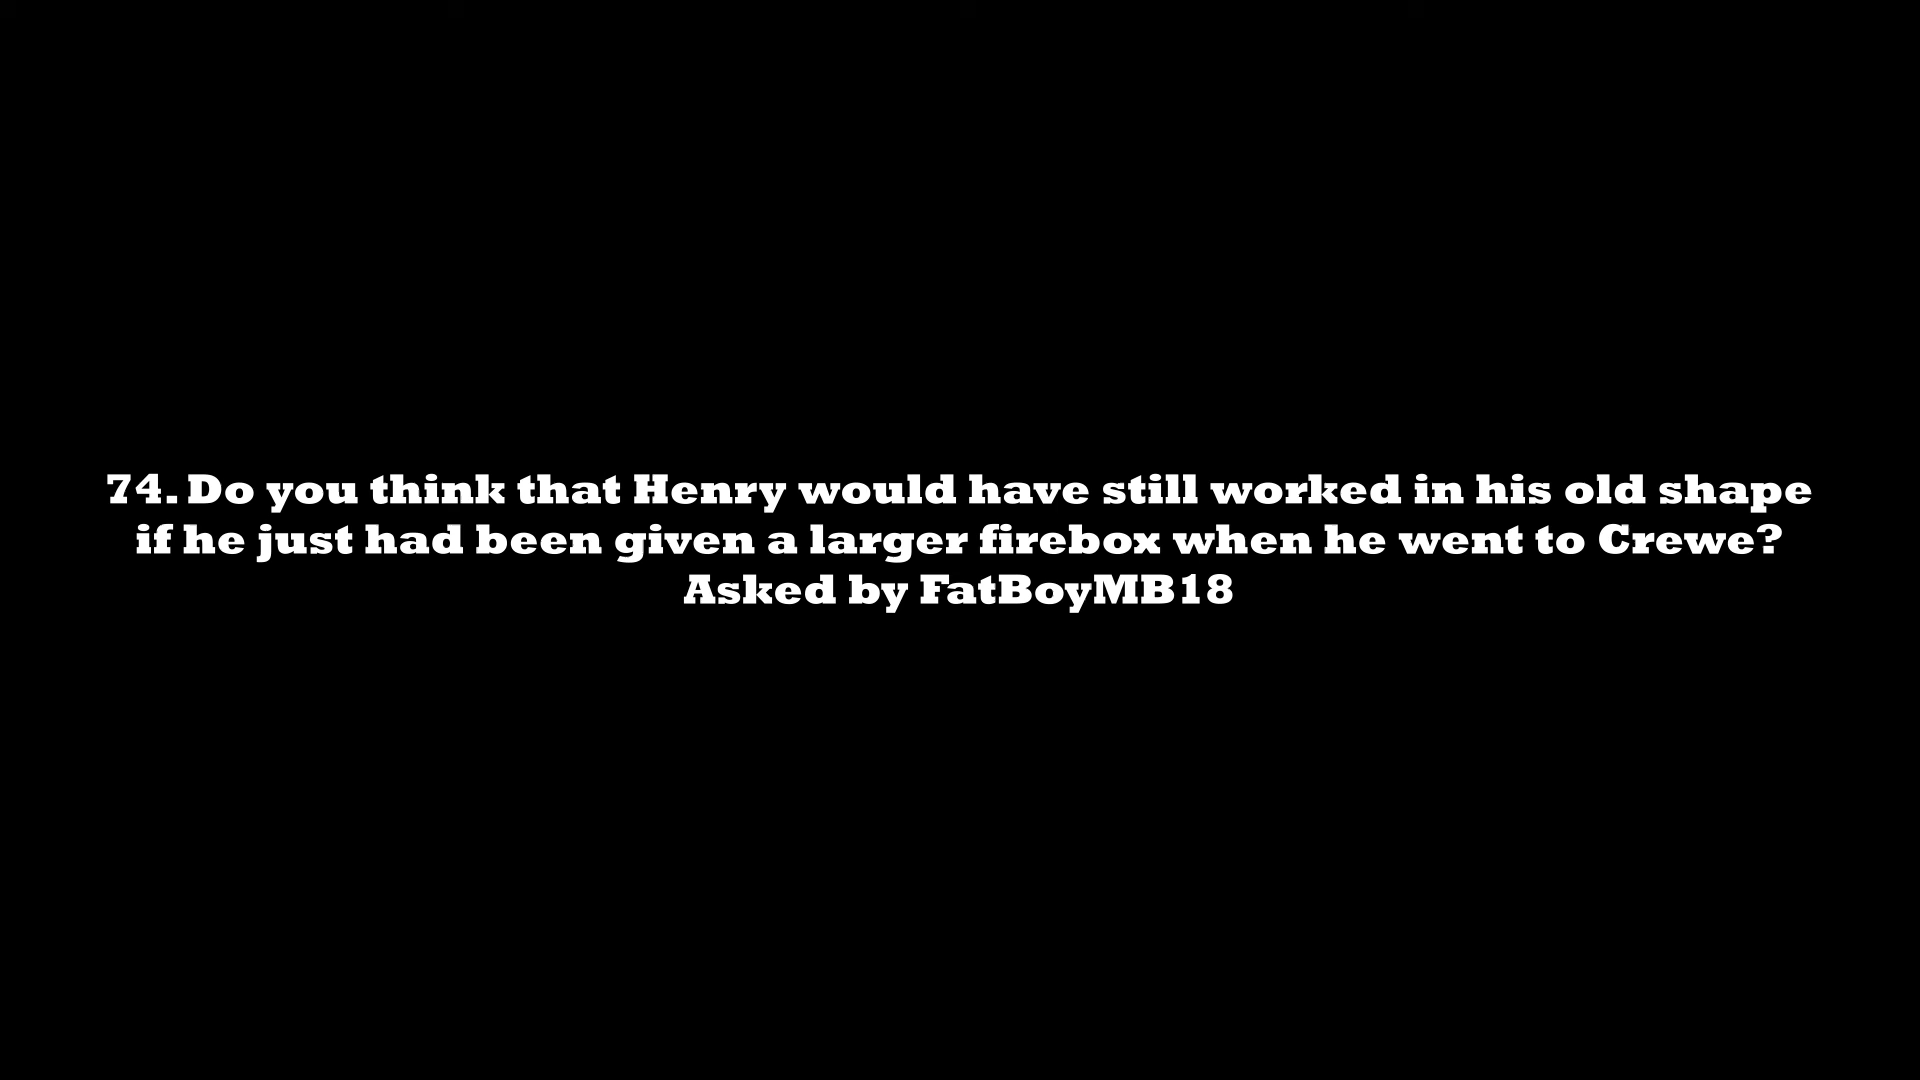 74. Do you think that Henry would have still worked in his old shape
if he just had been given a larger firebox when he went to Crewe?
Asked by FatBoyMB18